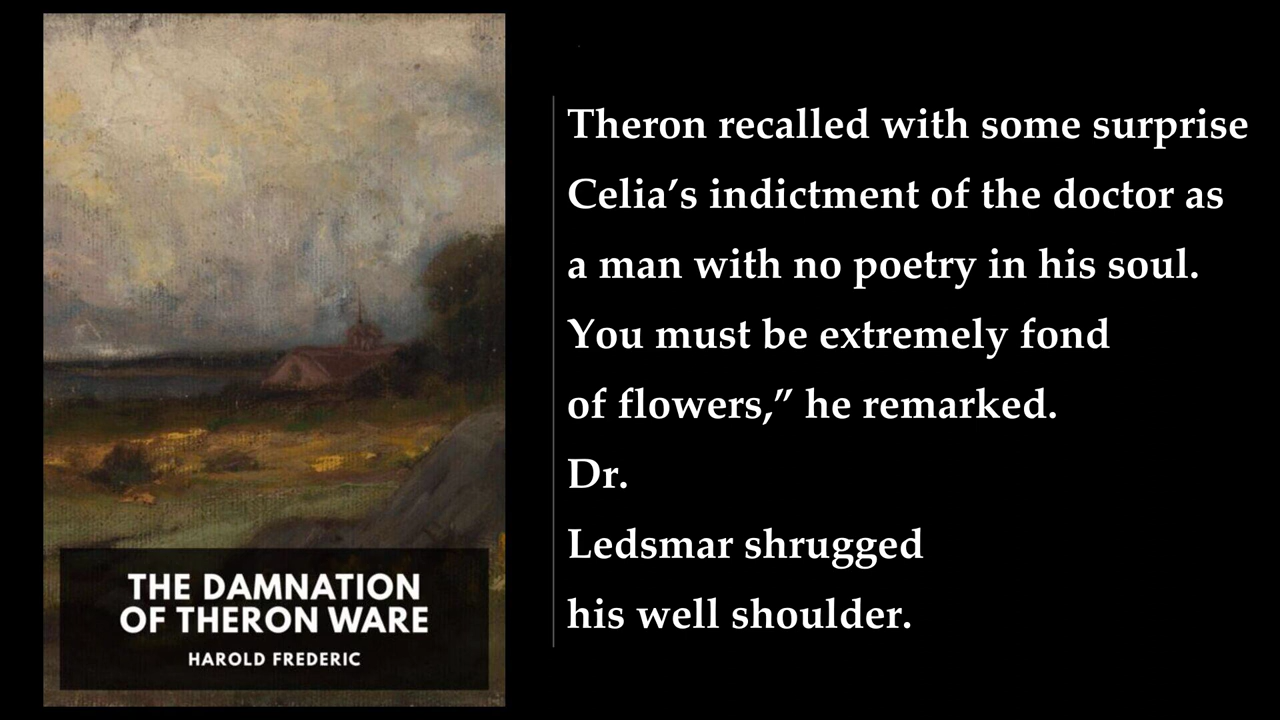 THE DAMNATION
OF THERON WARE
HAROLD FREDERIC
Theron recalled with some surprise
Celia’s indictment of the doctor as
a man with no poetry in his soul.
You must be extremely fond
of flowers,” he remarked.
Dr.
Ledsmar shrugged
his well shoulder.